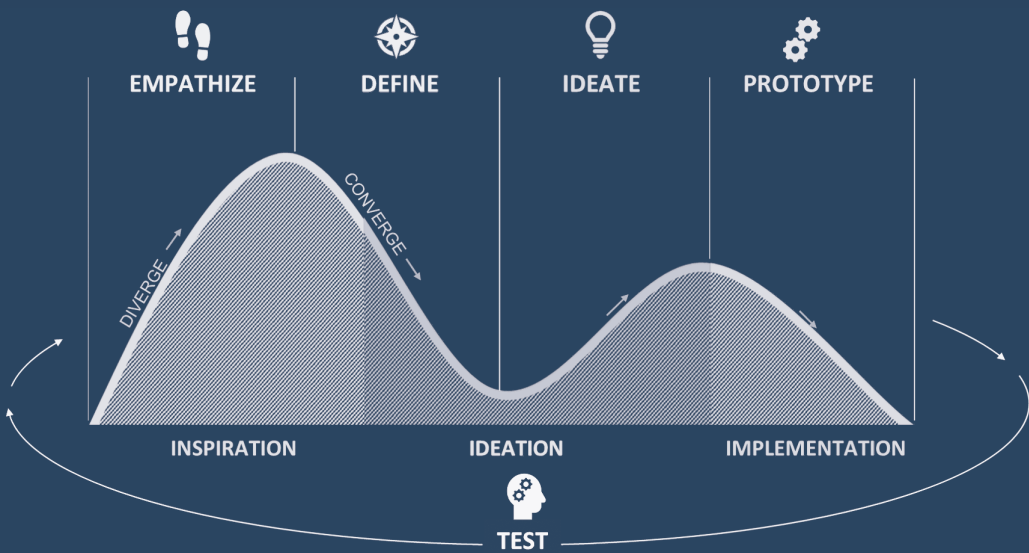 EMPATHIZE
DEFINE
IDEATE
PROTOTYPE
DIVERGE
CONVERGE
INSPIRATION
IDEATION
IMPLEMENTATION
TEST